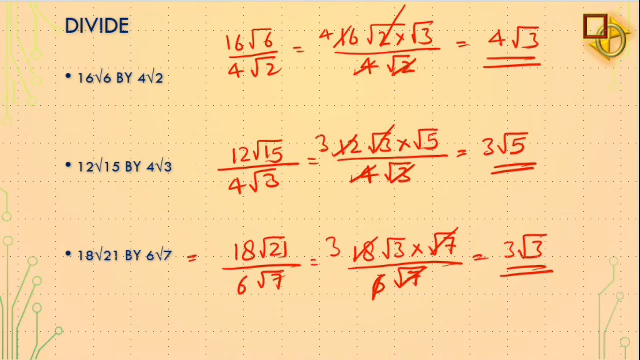 DIVIDE
• 16√6 BY 4√2
16√6 / 4√2 = 4 16 √2 × √3 / 4 √2 = 4√3
• 12√15 BY 4√3
12√15 / 4√3 = 3 12 √3 × √5 / 4 √3 = 3√5
• 18√21 BY 6√7
= 18√21 / 6√7 = 3 18 √3 × √7 / 6 √7 = 3√3